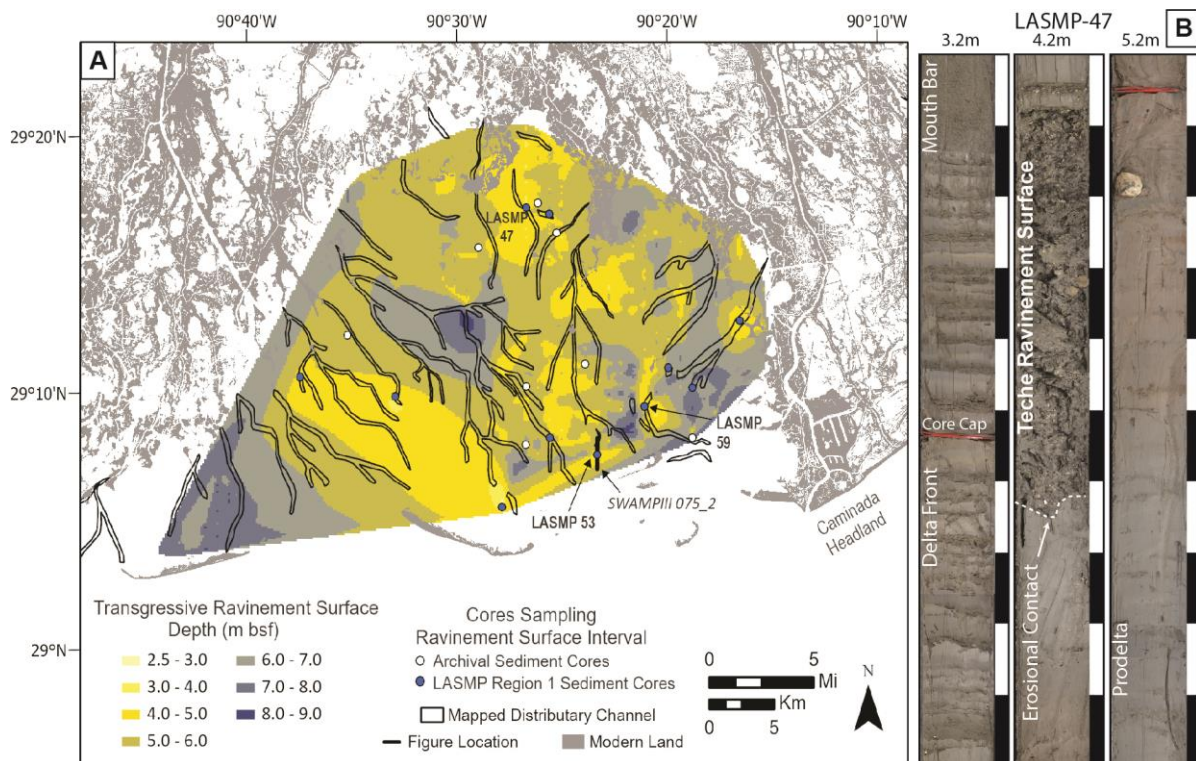 90°40'W
90°30'W
90°20'W
90°10'W
A
29°20'N
29°10'N
29°N
LASMP
47
LASMP
59
LASMP 53
SWAMPIII 075_2
Caminada
Headland
Transgressive Ravinement Surface
Depth (m bsf)
2.5 - 3.0
3.0 - 4.0
4.0 - 5.0
5.0 - 6.0
6.0 - 7.0
7.0 - 8.0
8.0 - 9.0
Cores Sampling
Ravinement Surface Interval
Archival Sediment Cores
LASMP Region 1 Sediment Cores
Mapped Distributary Channel
Figure Location
Modern Land
0 5
Mi
Km
0 5
N
LASMP-47
B
3.2m
4.2m
5.2m
Mouth Bar
Core Cap
Delta Front
Teche Ravinement Surface
Erosional Contact
Prodelta